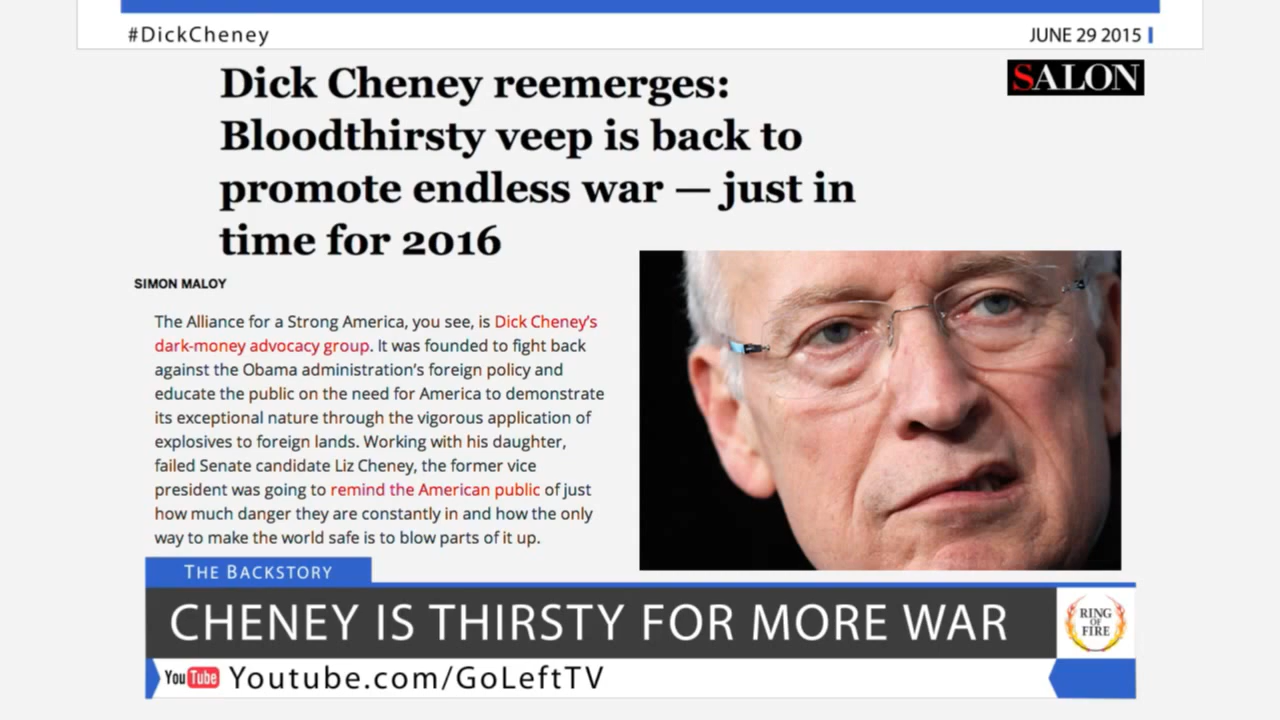 #DickCheney
JUNE 29 2015
SALON
Dick Cheney reemerges:
Bloodthirsty veep is back to
promote endless war — just in
time for 2016
SIMON MALOY
The Alliance for a Strong America, you see, is Dick Cheney's
dark-money advocacy group. It was founded to fight back
against the Obama administration's foreign policy and
educate the public on the need for America to demonstrate
its exceptional nature through the vigorous application of
explosives to foreign lands. Working with his daughter,
failed Senate candidate Liz Cheney, the former vice
president was going to remind the American public of just
how much danger they are constantly in and how the only
way to make the world safe is to blow parts of it up.
THE BACKSTORY
CHENEY IS THIRSTY FOR MORE WAR
RING
OF
FIRE
YouTube Youtube.com/GoLeftTV